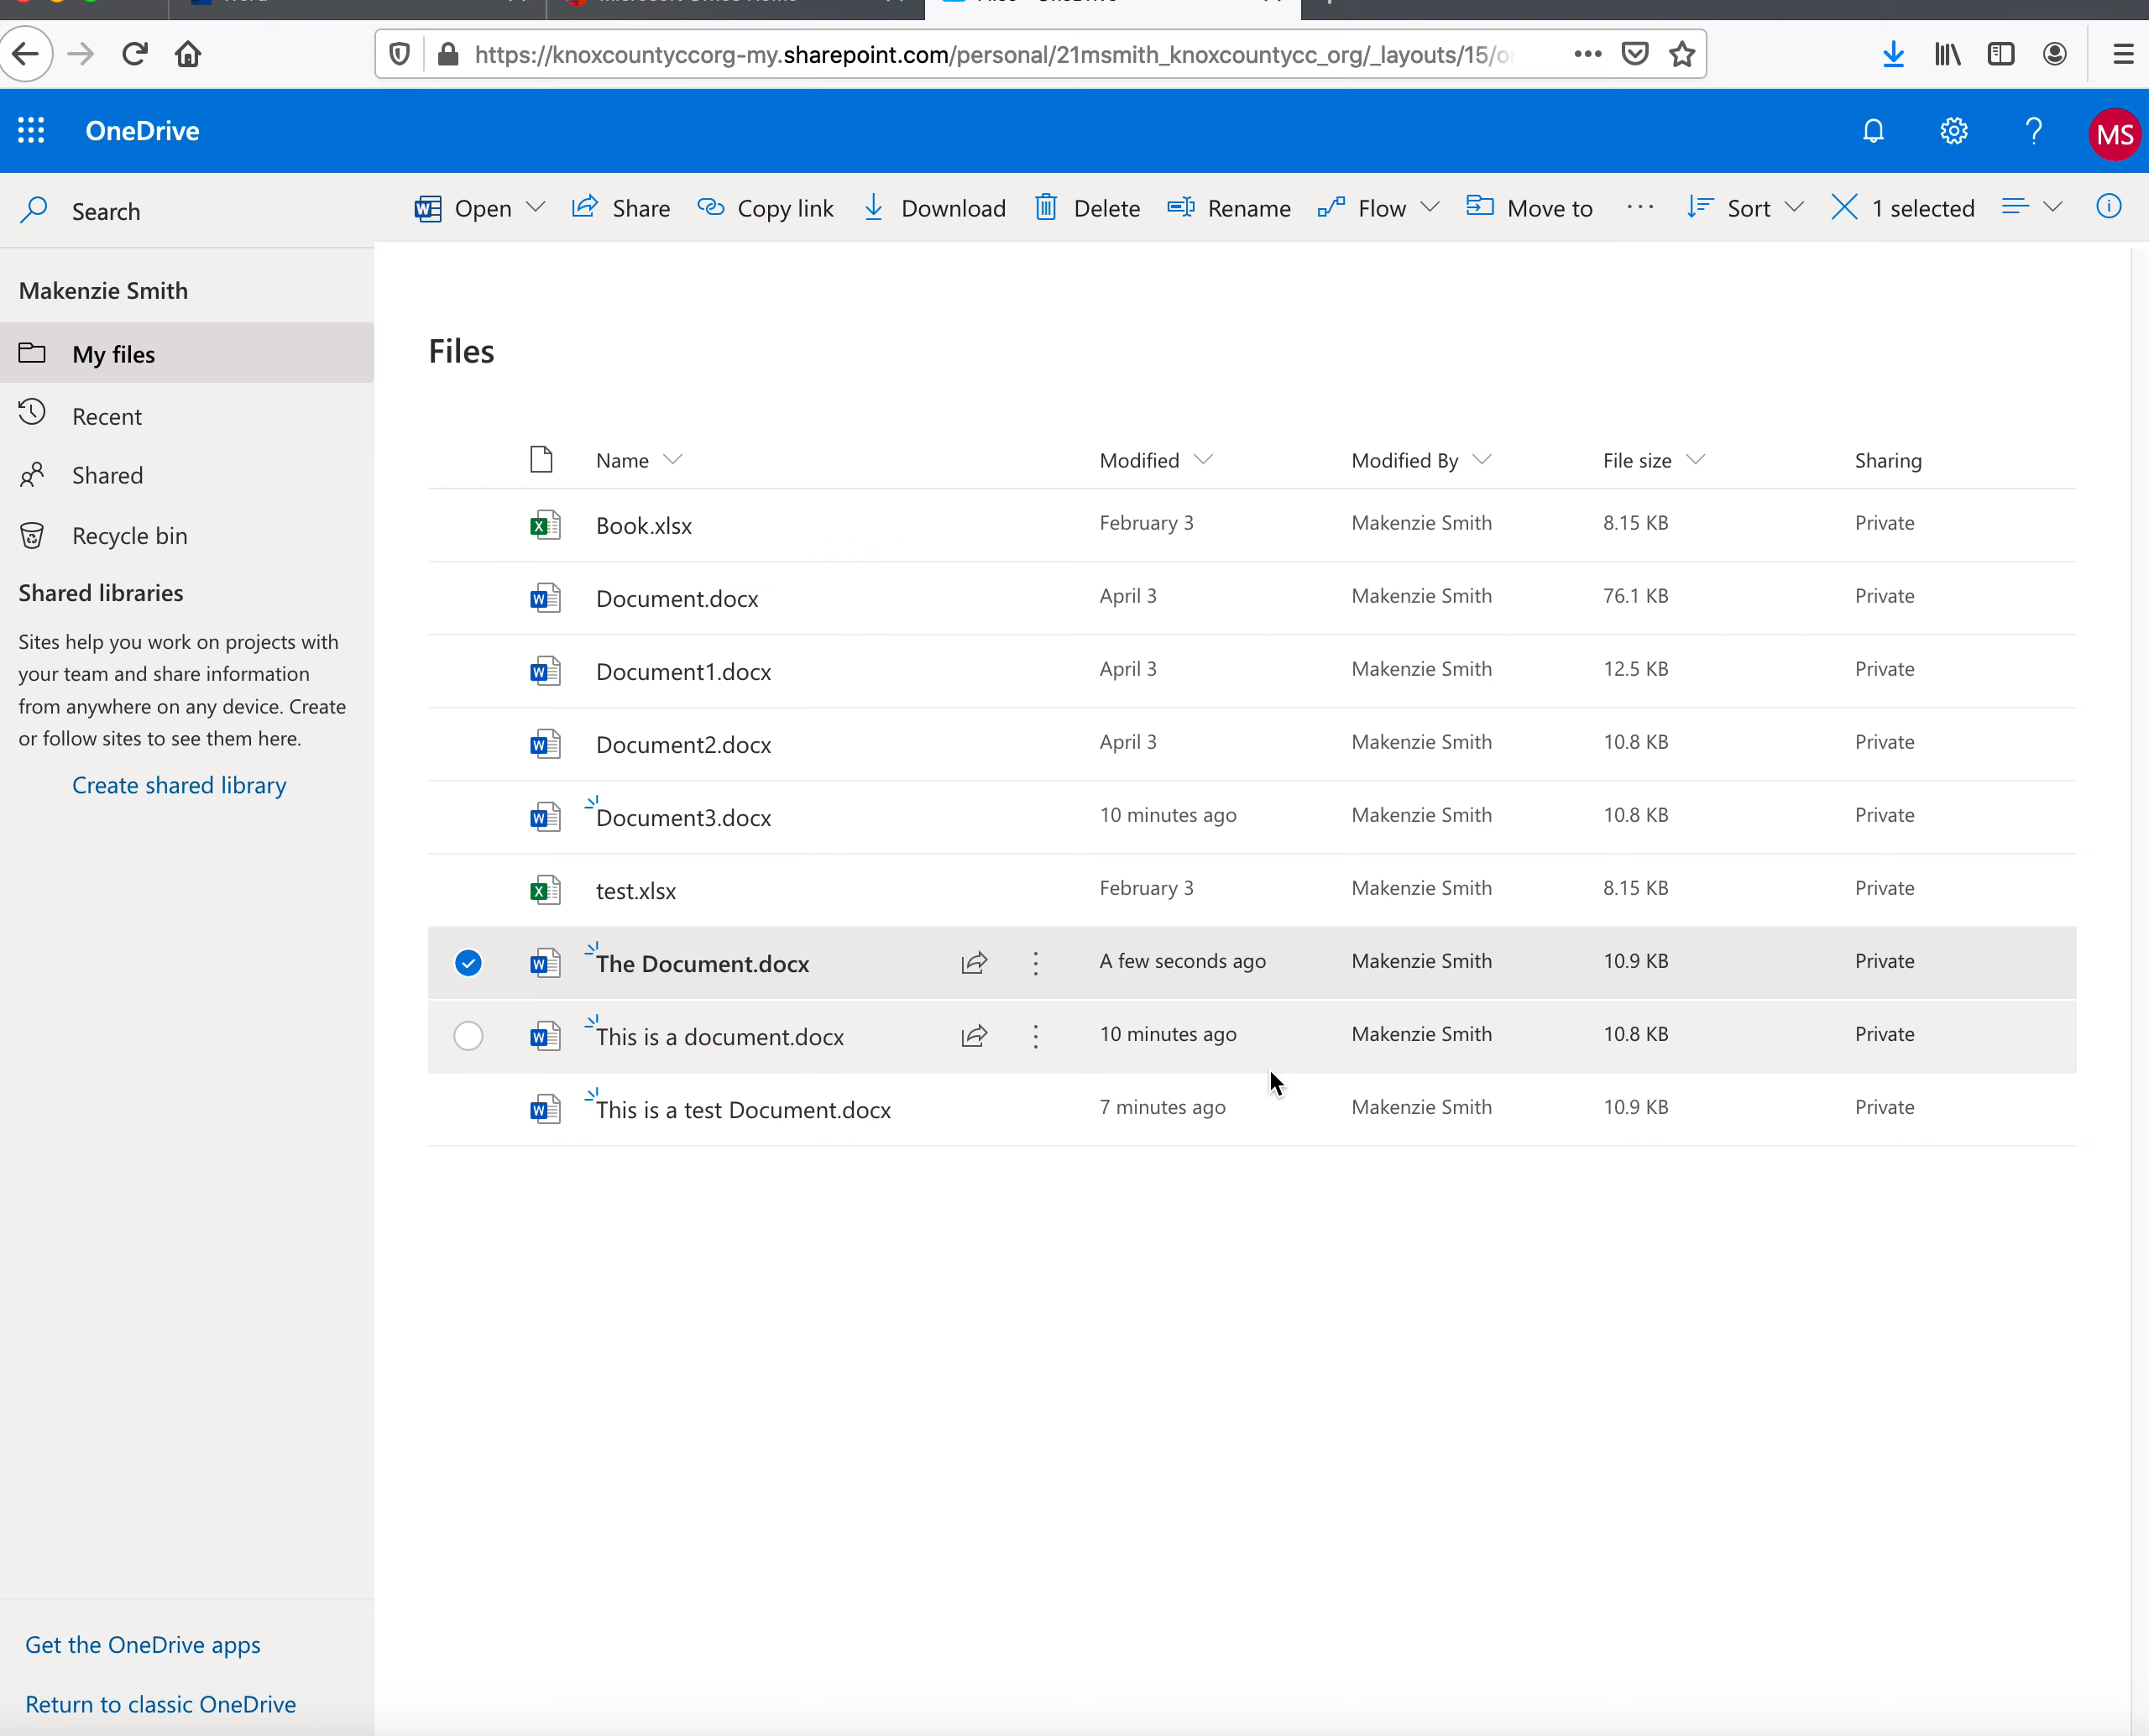 https://knoxcountyccorg-my.sharepoint.com/personal/21msmith_knoxcountycc_org/_layouts/15/
OneDrive
MS
Search
Open
Share
Copy link
Download
Delete
Rename
Flow
Move to
Sort
1 selected
Makenzie Smith
My files
Recent
Shared
Recycle bin
Shared libraries
Sites help you work on projects with
your team and share information
from anywhere on any device. Create
or follow sites to see them here.
Create shared library
Get the OneDrive apps
Return to classic OneDrive
Files
Name Modified Modified By File size Sharing
Book.xlsx February 3 Makenzie Smith 8.15 KB Private
Document.docx April 3 Makenzie Smith 76.1 KB Private
Document1.docx April 3 Makenzie Smith 12.5 KB Private
Document2.docx April 3 Makenzie Smith 10.8 KB Private
Document3.docx 10 minutes ago Makenzie Smith 10.8 KB Private
test.xlsx February 3 Makenzie Smith 8.15 KB Private
The Document.docx A few seconds ago Makenzie Smith 10.9 KB Private
This is a document.docx 10 minutes ago Makenzie Smith 10.8 KB Private
This is a test Document.docx 7 minutes ago Makenzie Smith 10.9 KB Private